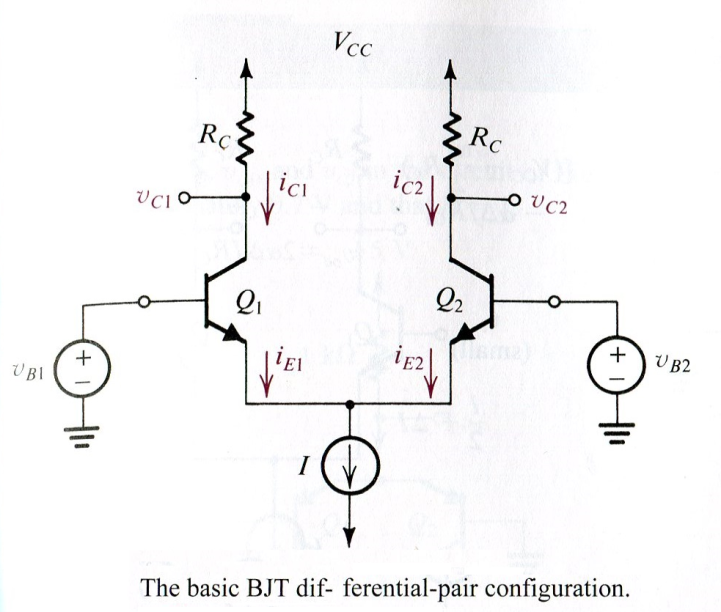 V_CC
R_C
R_C
i_C1
i_C2
v_C1
v_C2
Q_1
Q_2
+
−
v_B1
i_E1
i_E2
+
−
v_B2
I
The basic BJT dif- ferential-pair configuration.